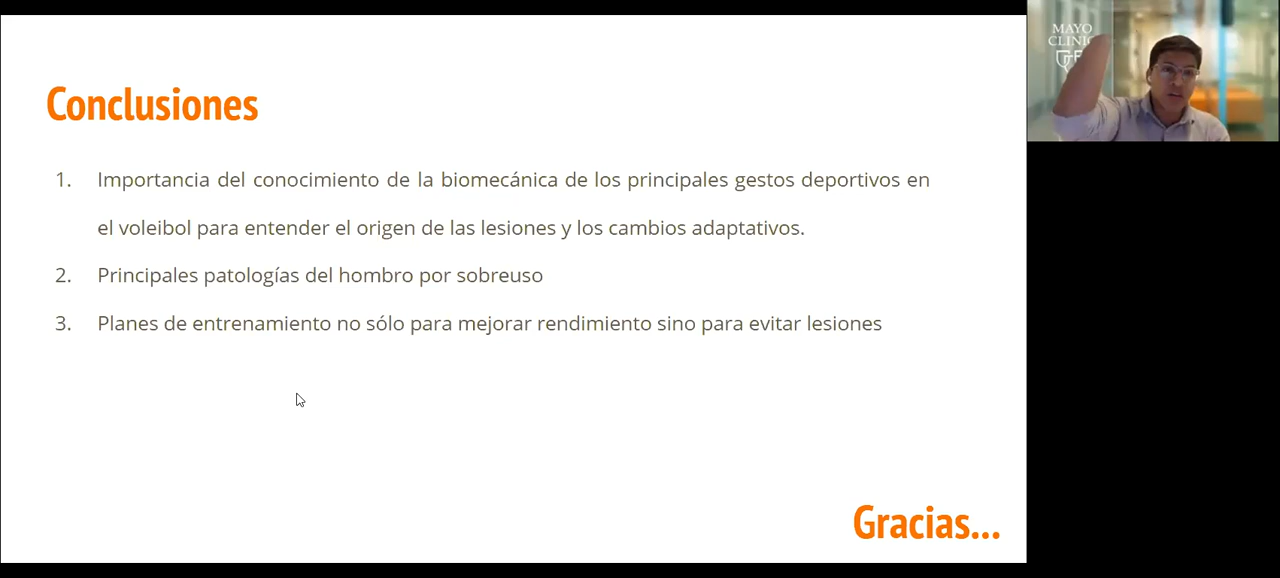 Conclusiones
1. Importancia del conocimiento de la biomecánica de los principales gestos deportivos en
el voleibol para entender el origen de las lesiones y los cambios adaptativos.
2. Principales patologías del hombro por sobreuso
3. Planes de entrenamiento no sólo para mejorar rendimiento sino para evitar lesiones
Gracias...
MAYO
CLINIC